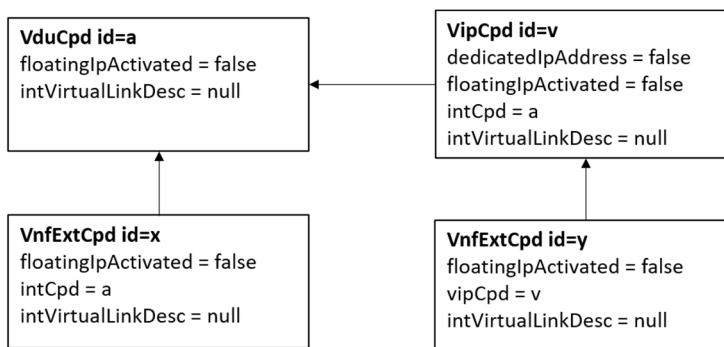 VduCpd id=a
floatingIpActivated = false
intVirtualLinkDesc = null
VipCpd id=v
dedicatedIpAddress = false
floatingIpActivated = false
intCpd = a
intVirtualLinkDesc = null
VnfExtCpd id=x
floatingIpActivated = false
intCpd = a
intVirtualLinkDesc = null
VnfExtCpd id=y
floatingIpActivated = false
vipCpd = v
intVirtualLinkDesc = null